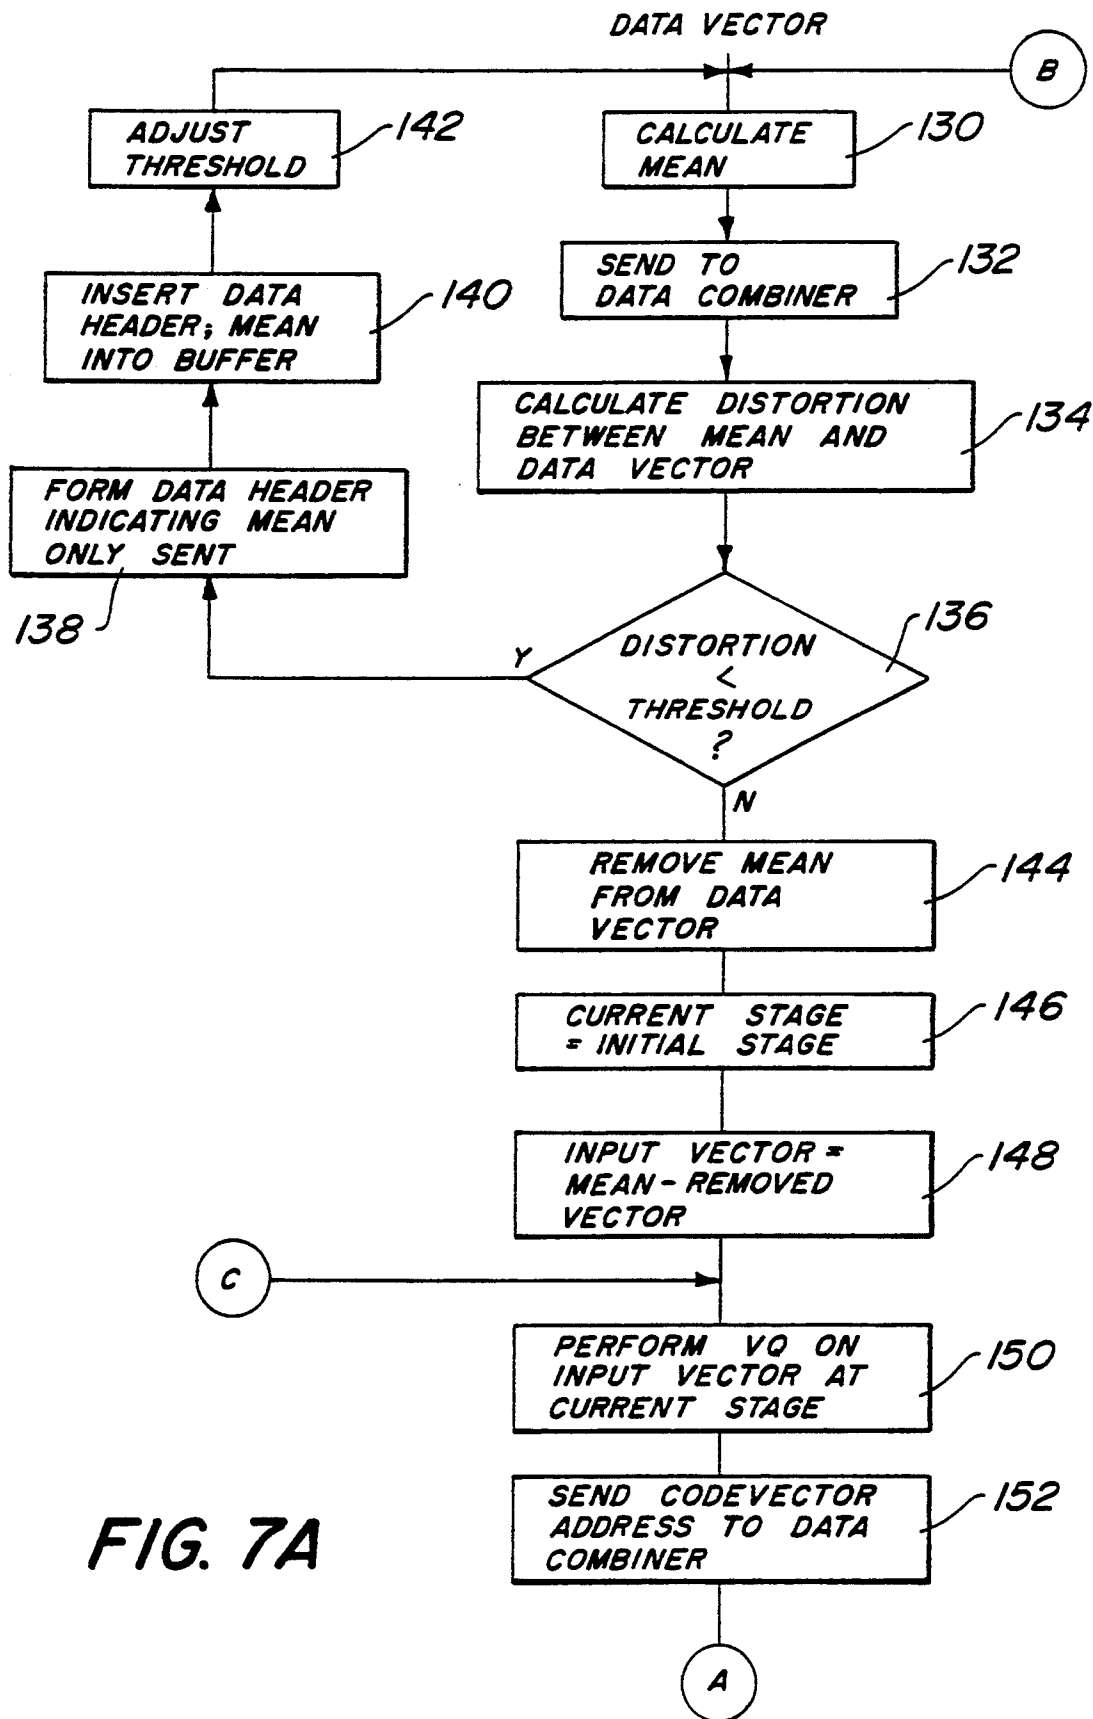 DATA VECTOR
B
ADJUST
THRESHOLD
142
CALCULATE
MEAN
130
SEND TO
DATA COMBINER
132
INSERT DATA
HEADER; MEAN
INTO BUFFER
140
CALCULATE DISTORTION
BETWEEN MEAN AND
DATA VECTOR
134
FORM DATA HEADER
INDICATING MEAN
ONLY SENT
138
DISTORTION
<
THRESHOLD
?
136
Y
N
REMOVE MEAN
FROM DATA
VECTOR
144
CURRENT STAGE
= INITIAL STAGE
146
INPUT VECTOR =
MEAN-REMOVED
VECTOR
148
C
PERFORM VQ ON
INPUT VECTOR AT
CURRENT STAGE
150
SEND CODEVECTOR
ADDRESS TO DATA
COMBINER
152
FIG. 7A
A